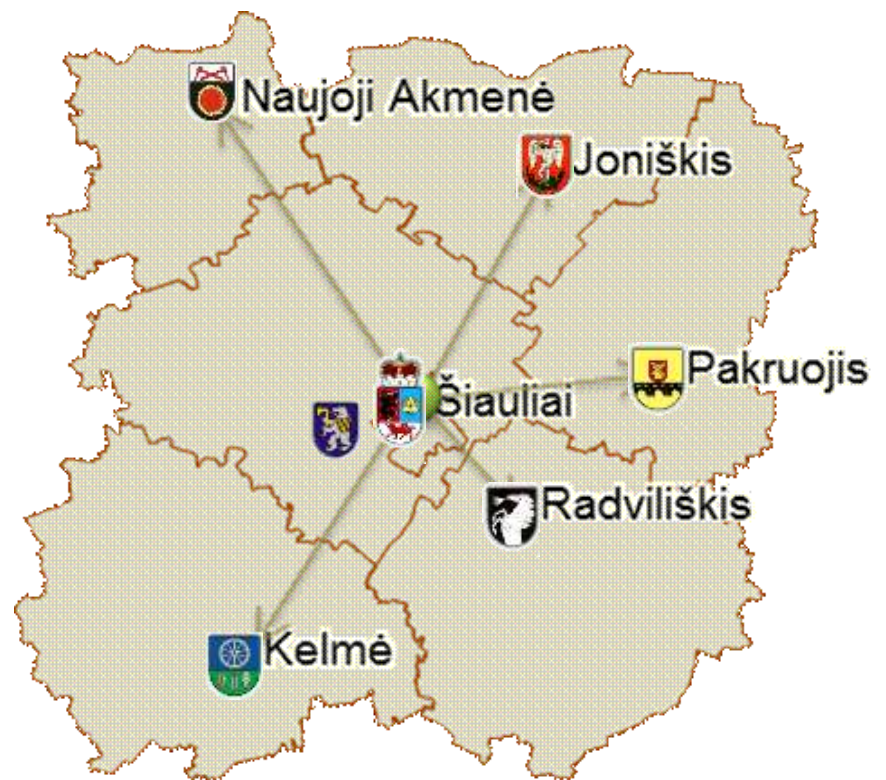 Naujoji Akmenė
Joniškis
Pakruojis
Šiauliai
Radviliškis
Kelmė